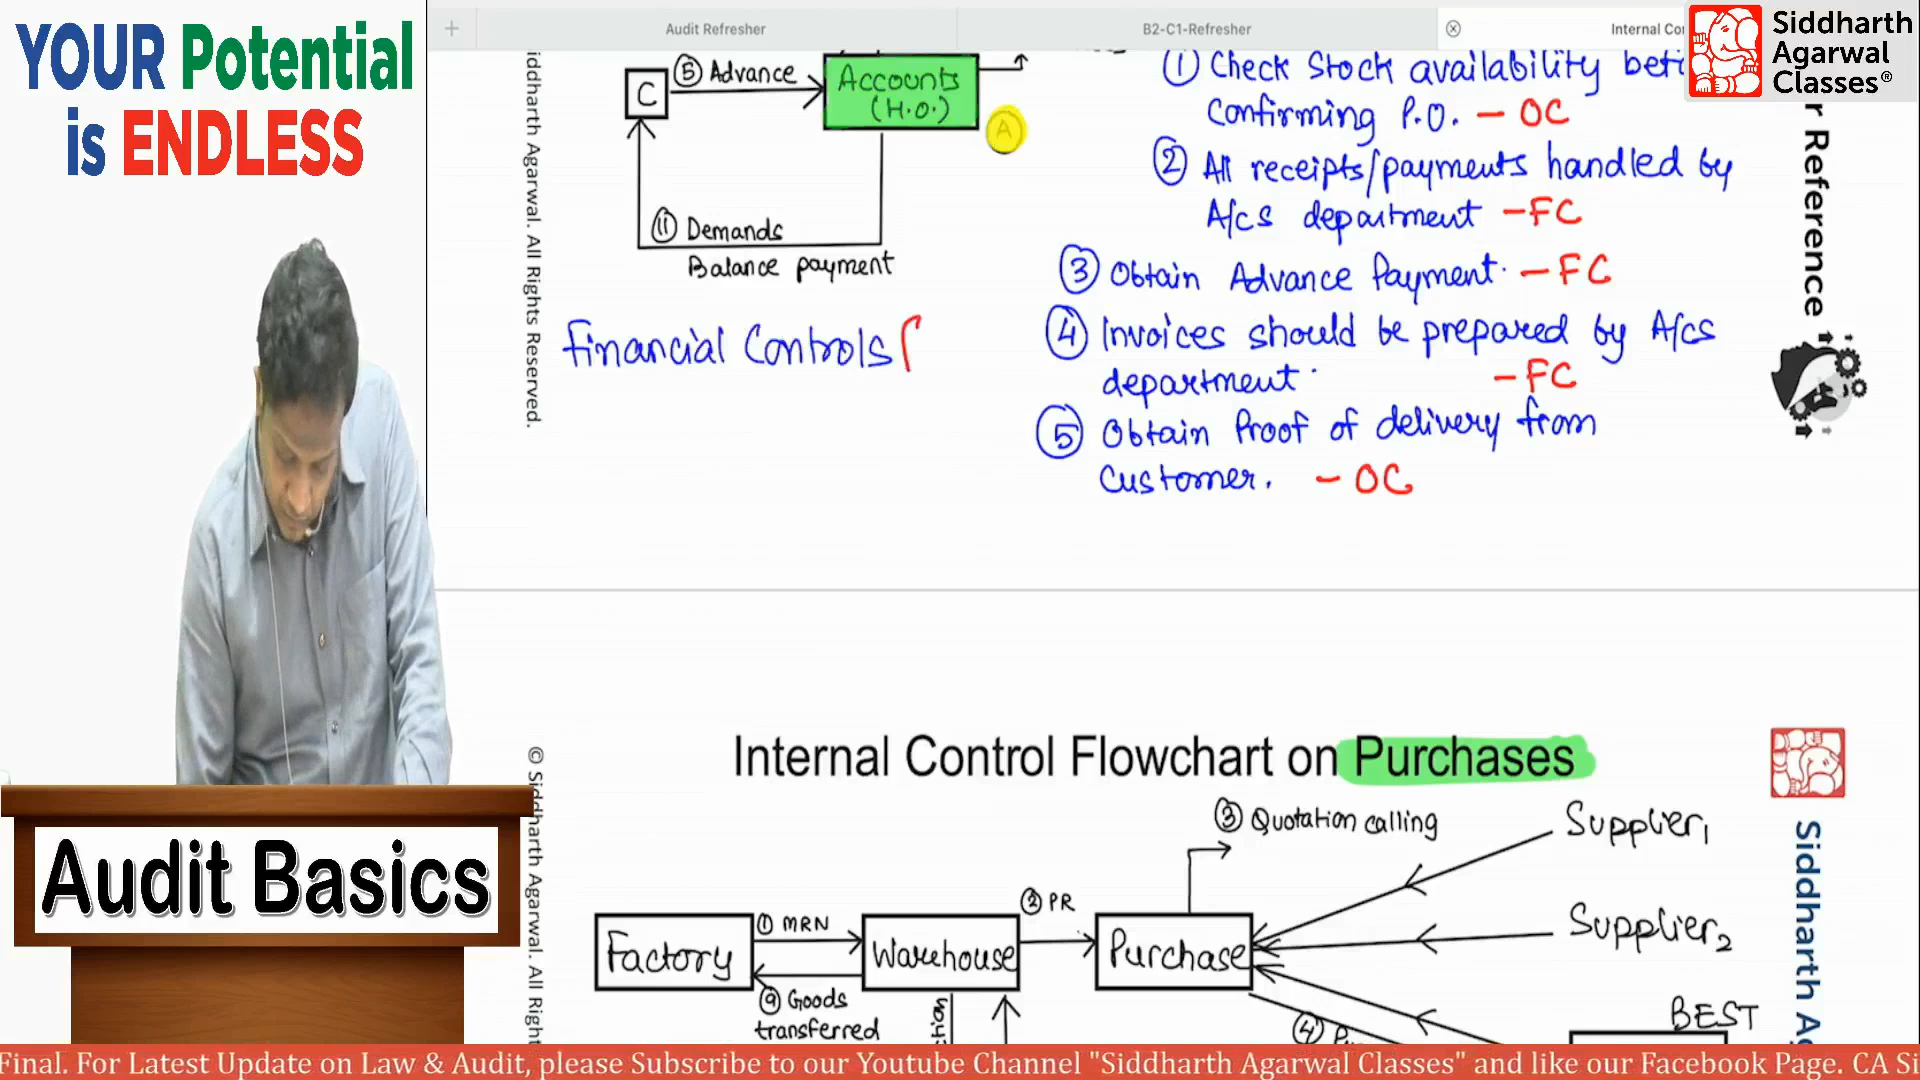 YOUR Potential
is ENDLESS
Audit Refresher
B2-C1-Refresher
Internal Co
Siddharth
Agarwal
Classes®
C
⑤ Advance
Accounts
(H.O.)
A
⑪ Demands
Balance payment
Financial Controls
① Check Stock availability
Confirming P.O. – OC
② All receipts/payments handled by
A/cs department – FC
③ Obtain Advance Payment. – FC
④ Invoices should be prepared by A/cs
department. – FC
⑤ Obtain Proof of delivery from
Customer. – OC
iddharth Agarwal. All Rights Reserved.
r Reference
Internal Control Flowchart on Purchases
③ Quotation calling
Supplier1
Supplier2
BEST
Factory
① MRN
Warehouse
② PR
Purchase
⑨ Goods
transferred
④
© Siddharth Agarwal. All Right
Siddharth Ag
Audit Basics
Final. For Latest Update on Law & Audit, please Subscribe to our Youtube Channel "Siddharth Agarwal Classes" and like our Facebook Page. CA Si